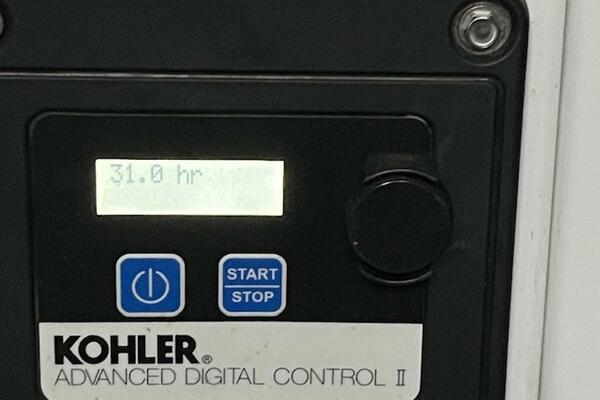 31.0 hr
START
STOP
KOHLER®
ADVANCED DIGITAL CONTROL II